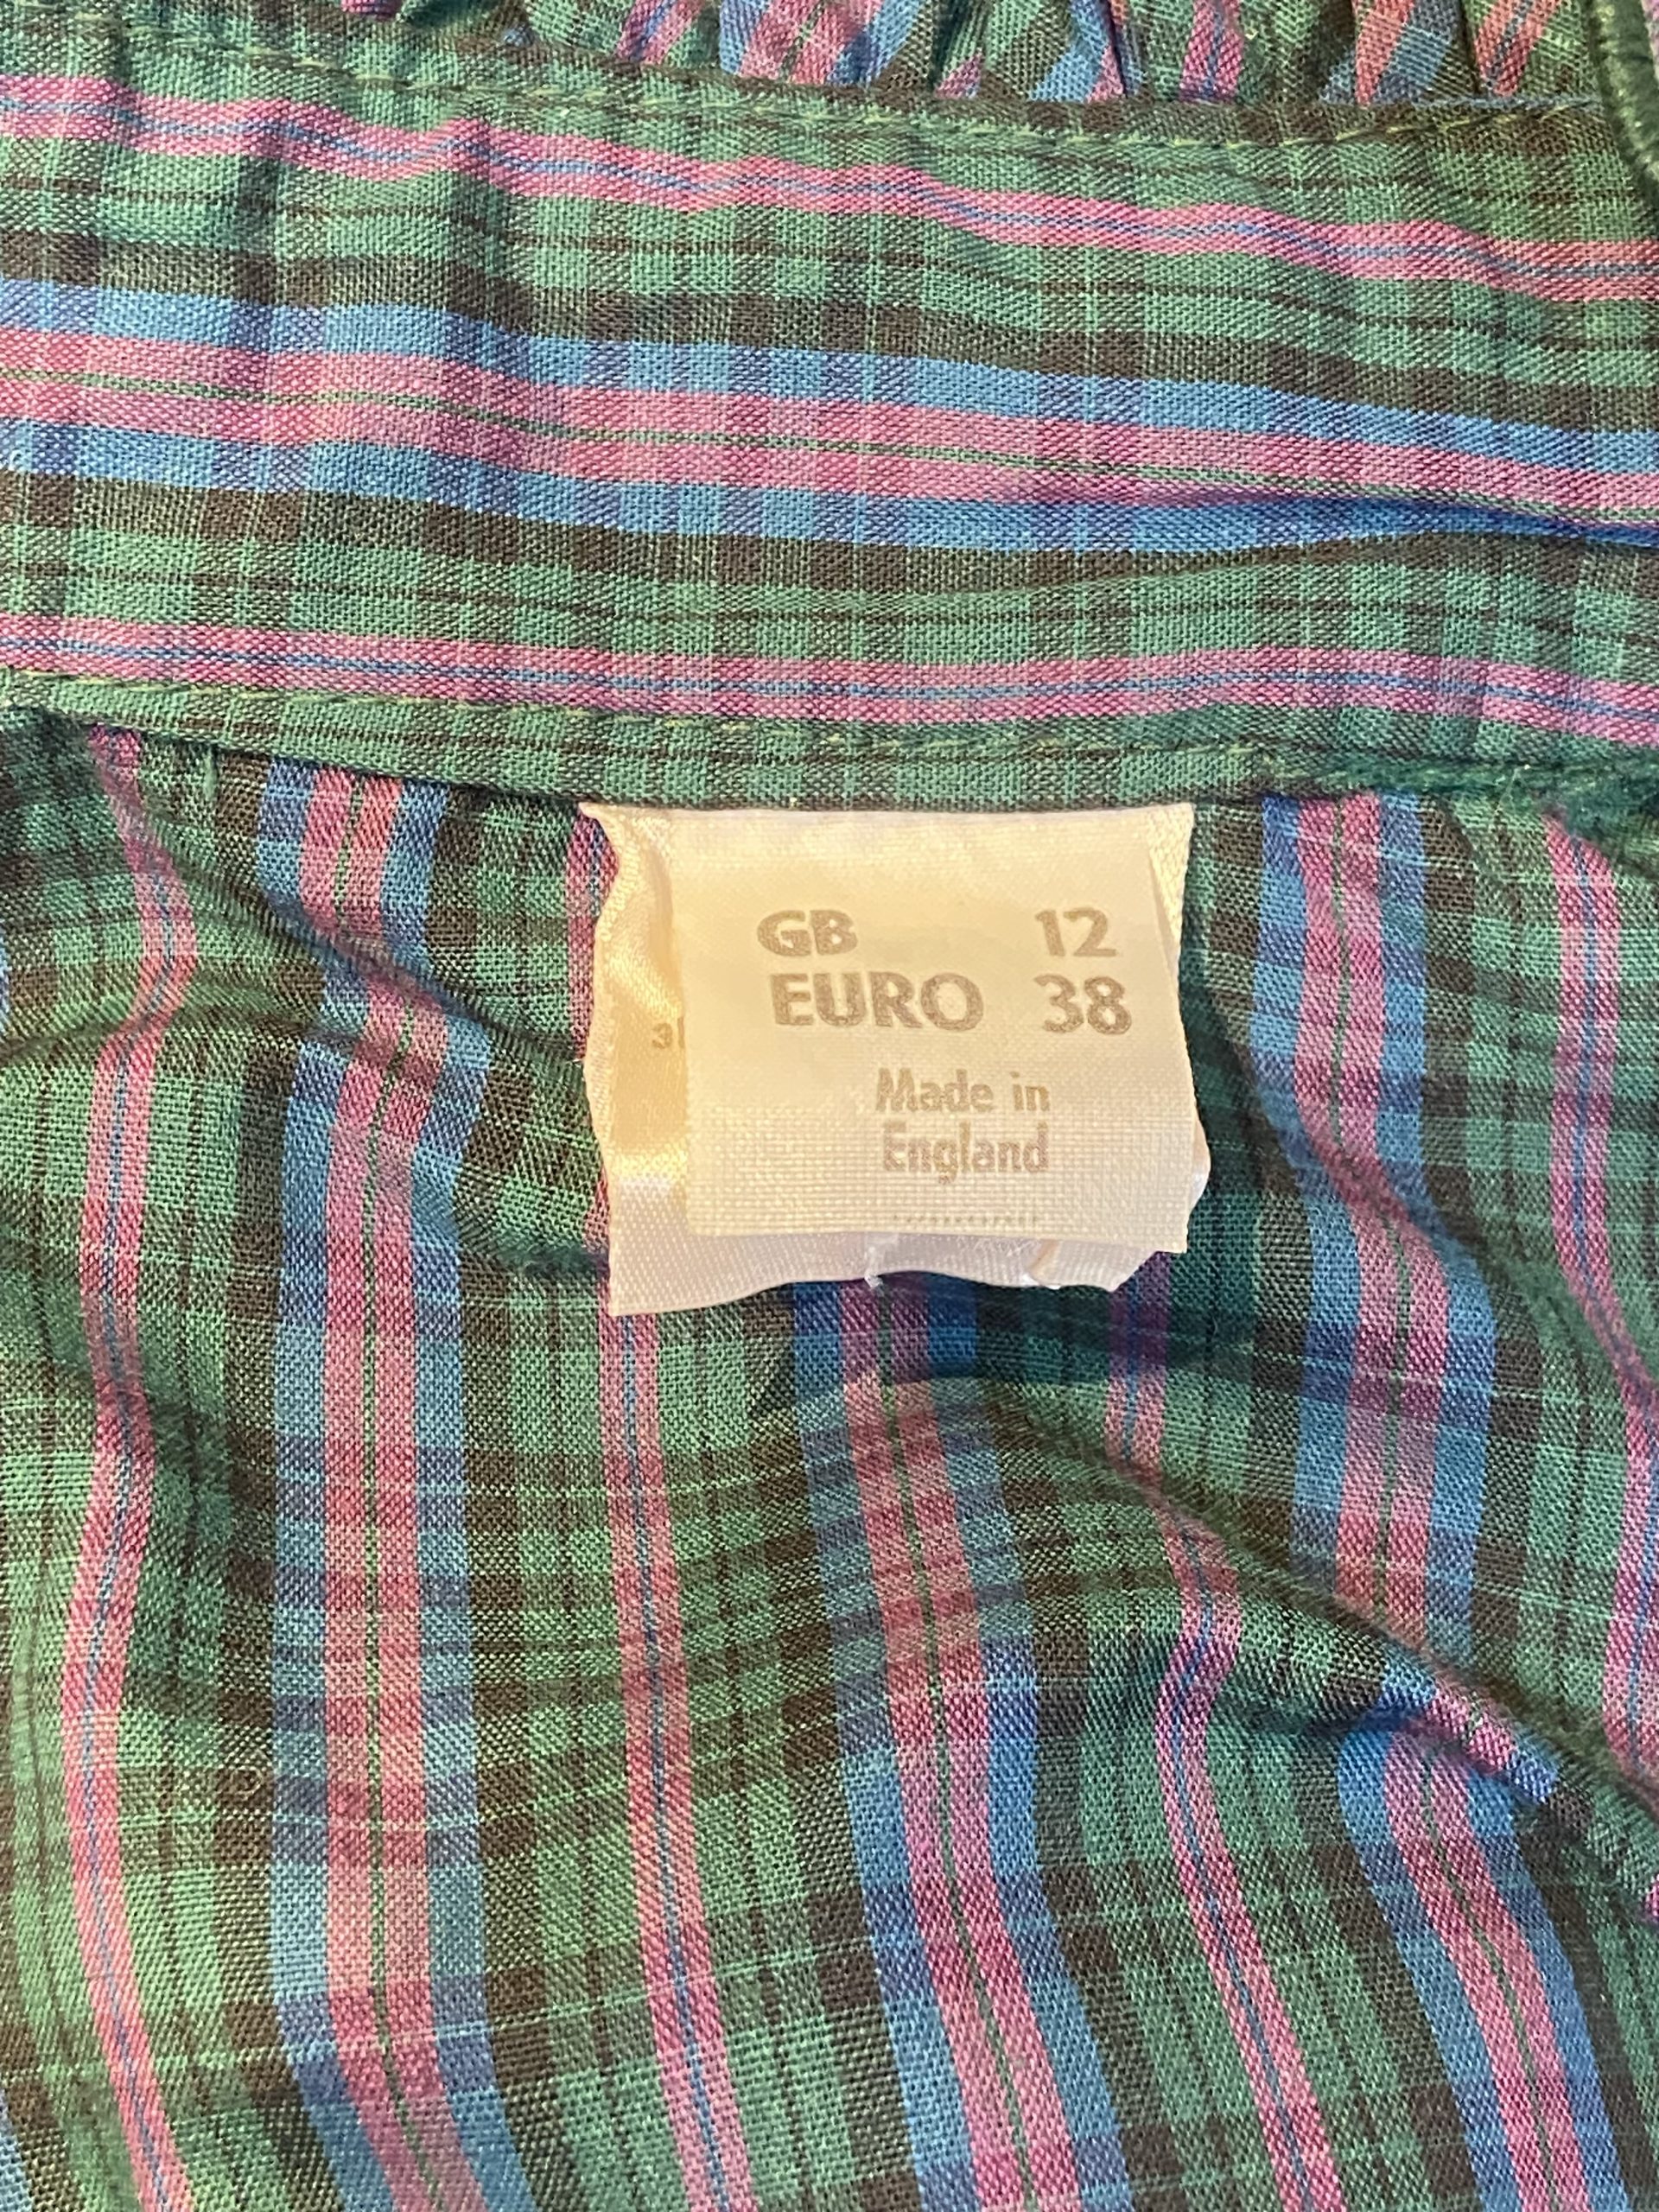 GB 12
EURO 38
Made in
England